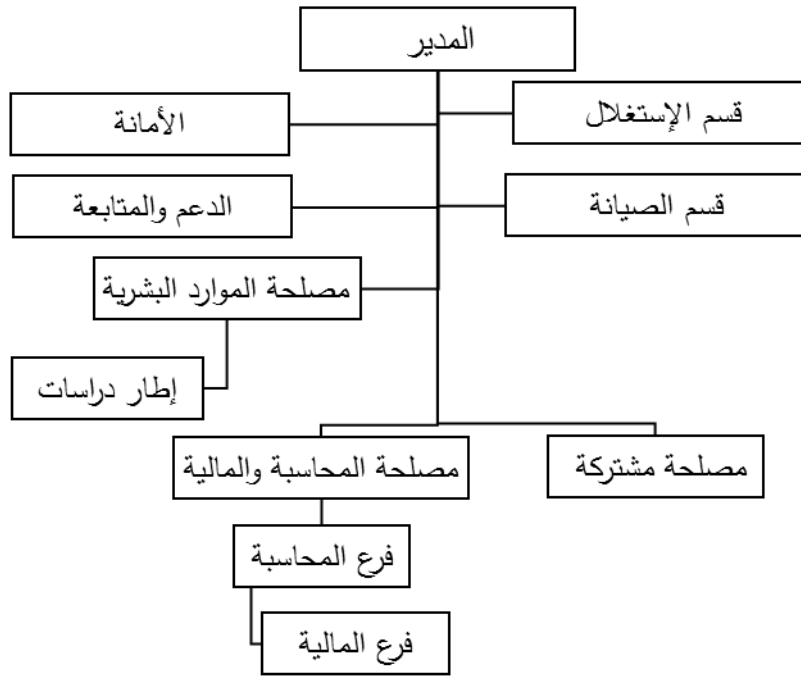 المدير
قسم الإستغلال
الأمانة
قسم الصيانة
الدعم والمتابعة
مصلحة الموارد البشرية
إطار دراسات
مصلحة مشتركة
مصلحة المحاسبة والمالية
فرع المحاسبة
فرع المالية